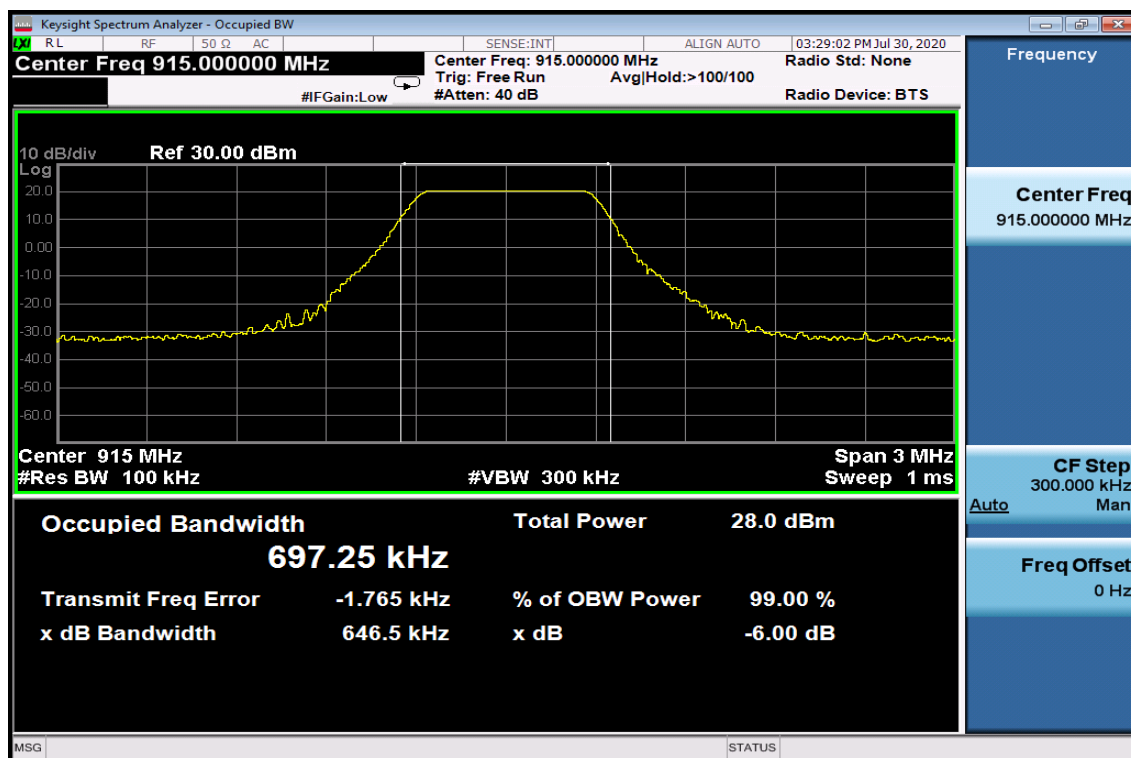 Keysight Spectrum Analyzer - Occupied BW
LXI RL RF 50 Ω AC SENSE:INT ALIGN AUTO 03:29:02 PM Jul 30, 2020
Center Freq 915.000000 MHz
Center Freq: 915.000000 MHz
Radio Std: None
Trig: Free Run Avg|Hold:>100/100
#IFGain:Low
#Atten: 40 dB
Radio Device: BTS
10 dB/div Ref 30.00 dBm
Log
20.0
10.0
0.00
-10.0
-20.0
-30.0
-40.0
-50.0
-60.0
Center 915 MHz Span 3 MHz
#Res BW 100 kHz #VBW 300 kHz Sweep 1 ms
Occupied Bandwidth Total Power 28.0 dBm
697.25 kHz
Transmit Freq Error -1.765 kHz % of OBW Power 99.00 %
x dB Bandwidth 646.5 kHz x dB -6.00 dB
MSG STATUS
Frequency
Center Freq
915.000000 MHz
CF Step
300.000 kHz
Auto Man
Freq Offset
0 Hz